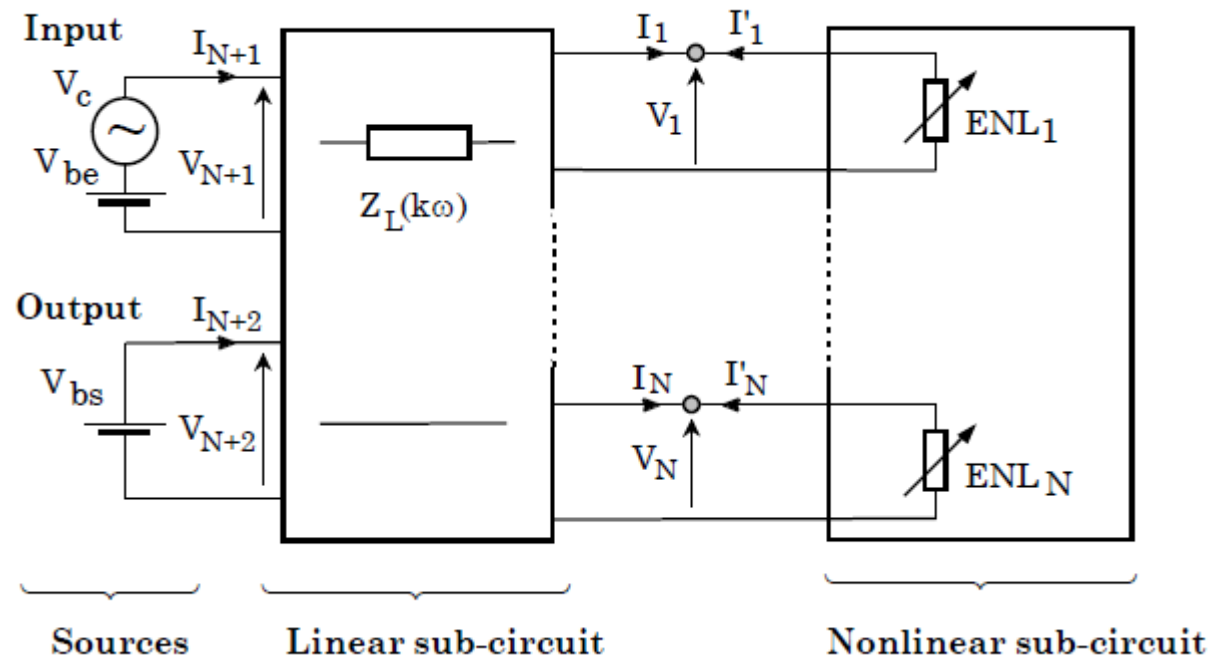 Input
I_{N+1}
V_c
V_{be}
V_{N+1}
Z_L(kω)
Output
I_{N+2}
V_{bs}
V_{N+2}
I_1
I'_1
V_1
ENL_1
I_N
I'_N
V_N
ENL_N
Sources
Linear sub-circuit
Nonlinear sub-circuit